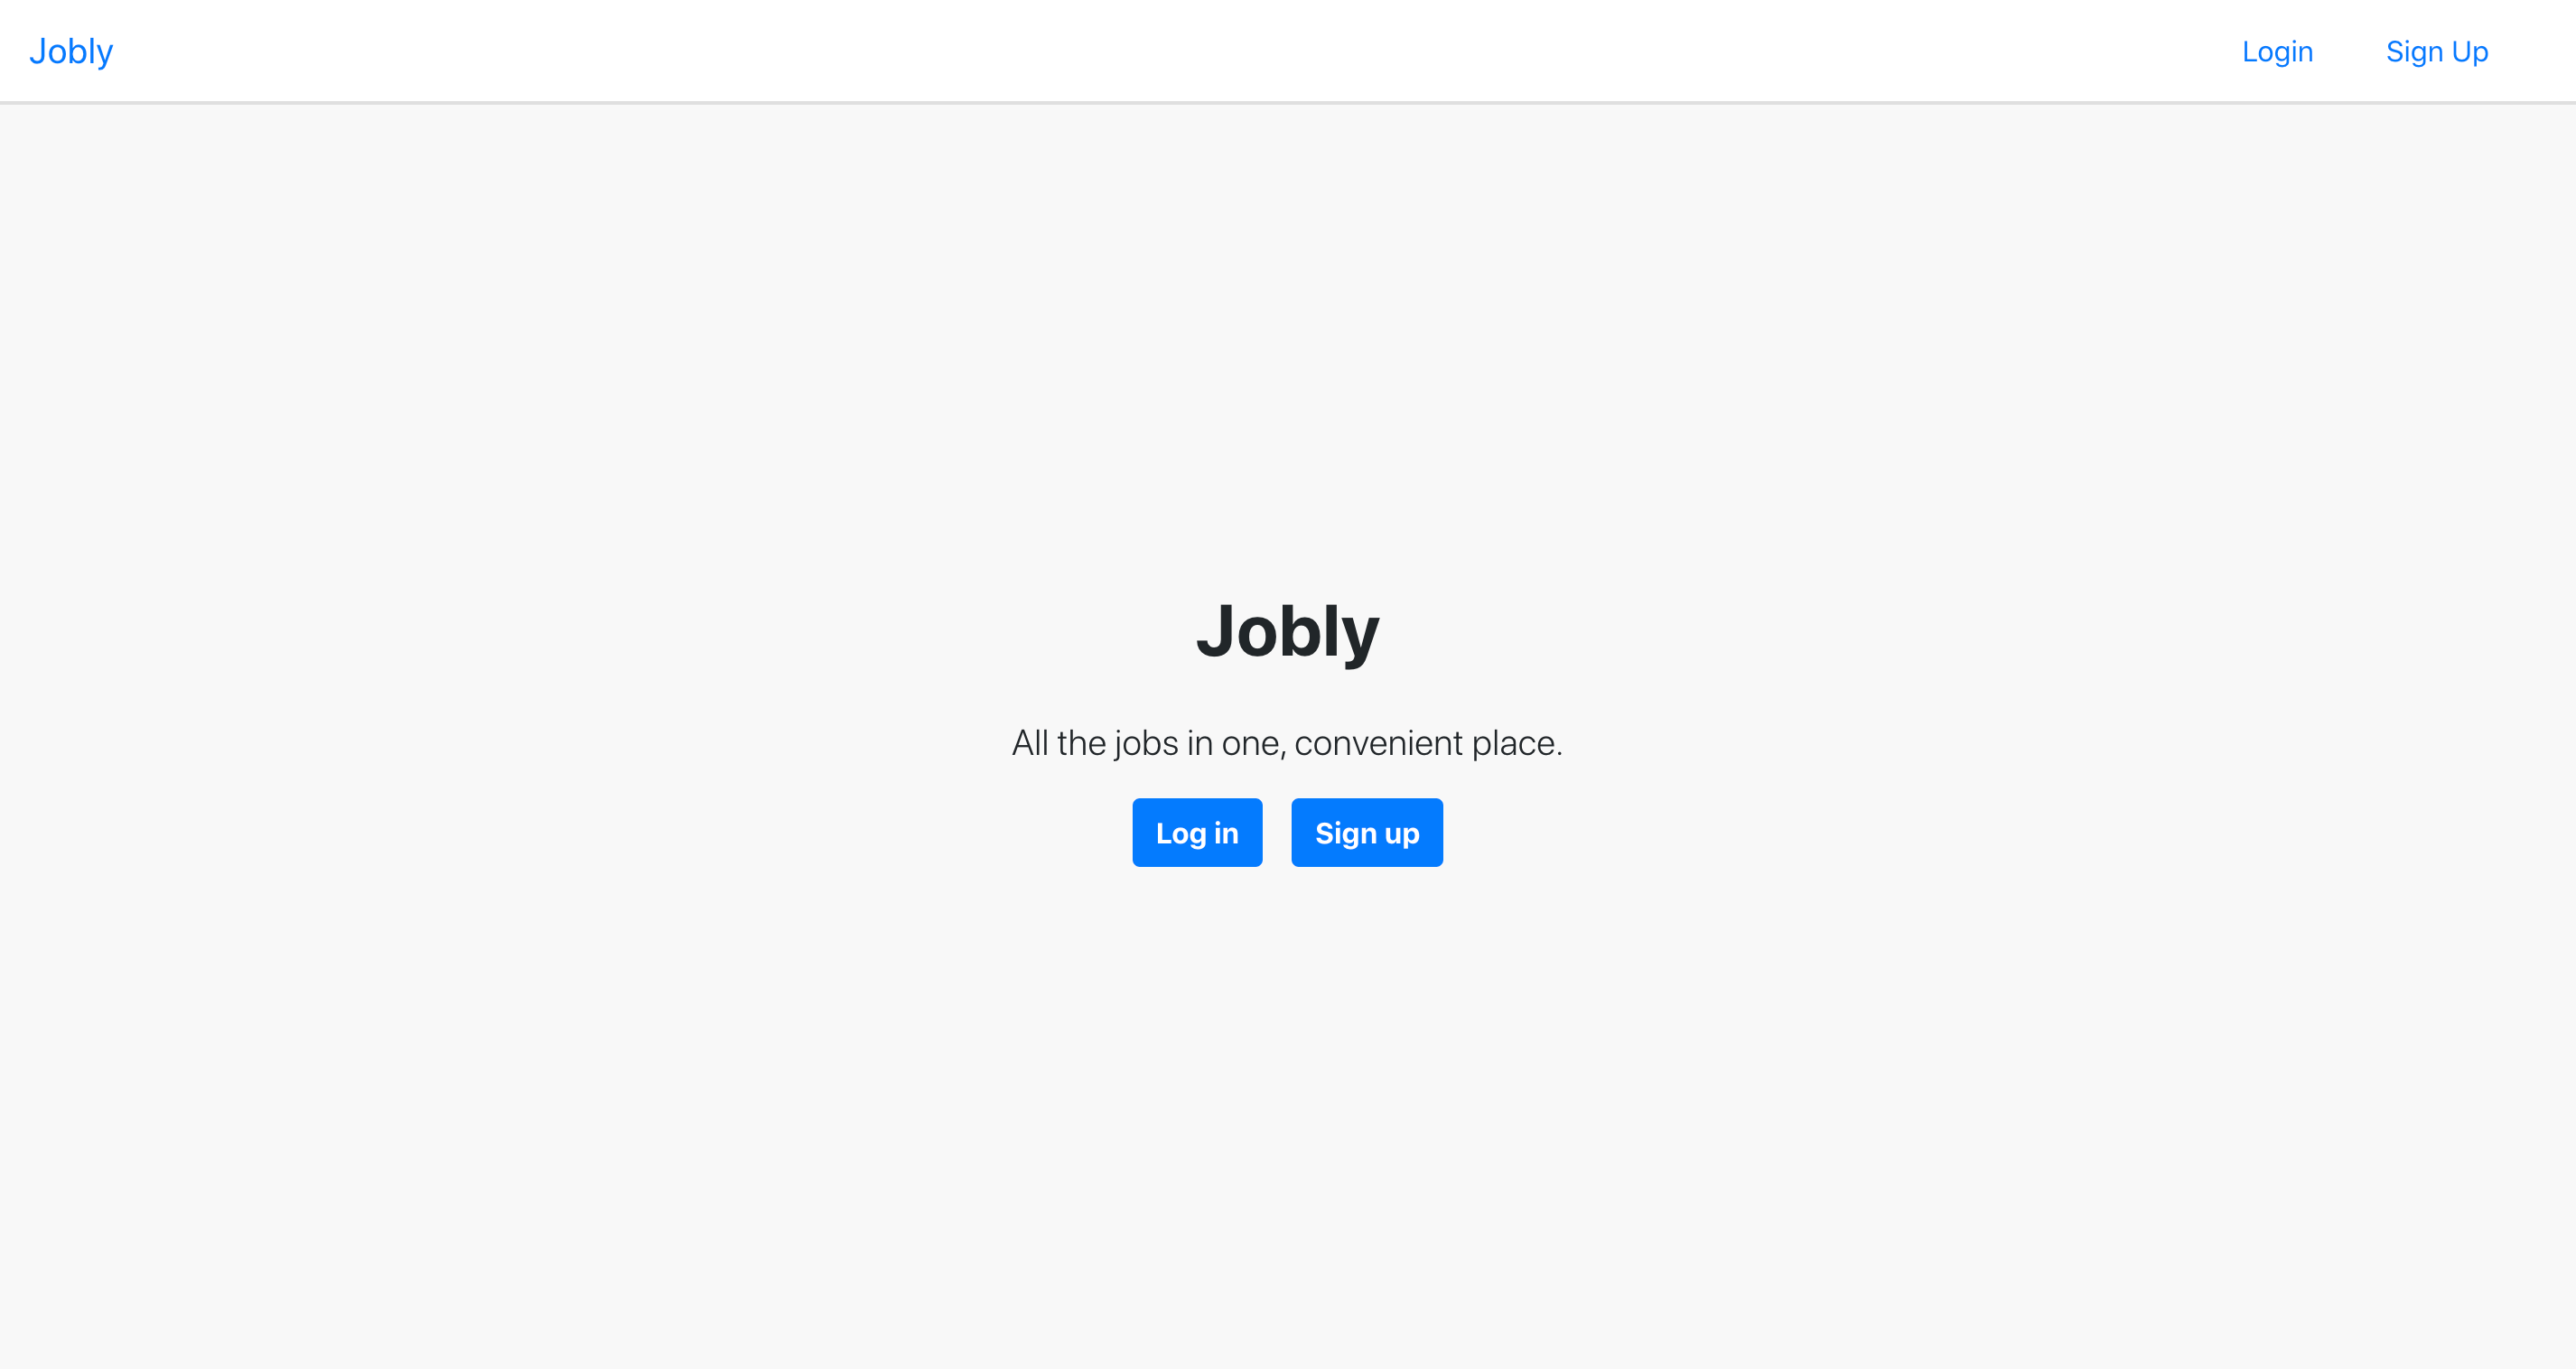 Jobly Login Sign Up
Jobly
All the jobs in one, convenient place.
Log in Sign up